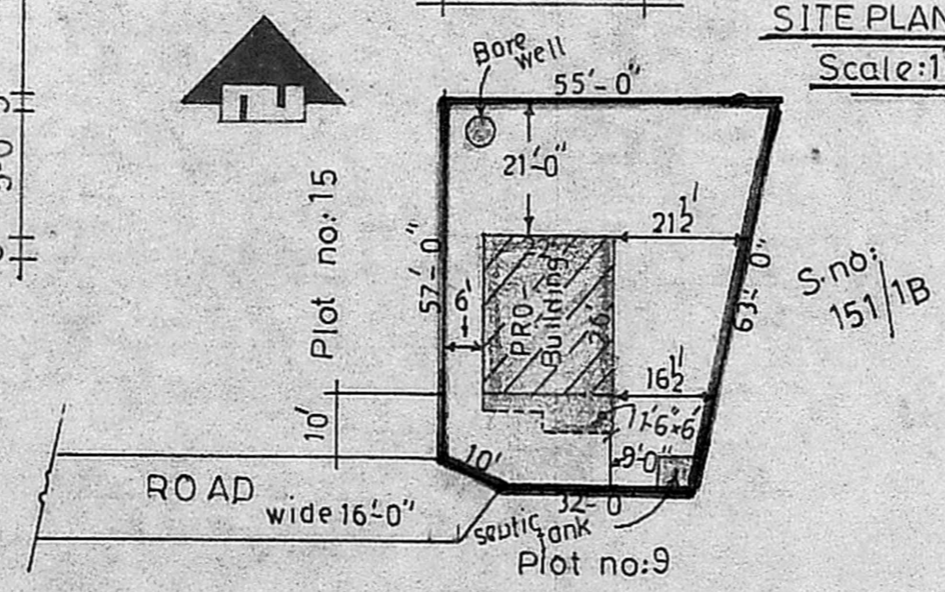 SITE PLAN
Scale:1
Bore well
55'-0"
21'-0"
Plot no: 15
57'-0"
21½'
63'-0"
S.no:
151/1B
6'
PRO-
Building
16½'
10'
11'6"x6'
9'-0"
10'
ROAD
wide 16'-0"
32'-0
septic tank
Plot no:9